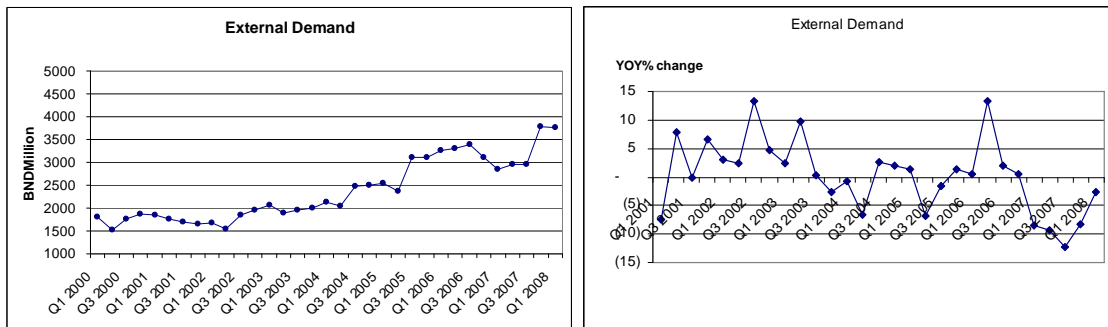 External Demand
BNDMillion
5000
4500
4000
3500
3000
2500
2000
1500
1000
Q1 2000
Q3 2000
Q1 2001
Q3 2001
Q1 2002
Q3 2002
Q1 2003
Q3 2003
Q1 2004
Q3 2004
Q1 2005
Q3 2005
Q1 2006
Q3 2006
Q1 2007
Q3 2007
Q1 2008
External Demand
YOY% change
15
10
5
-
(5)
(10)
(15)
Q1 2001
Q3 2001
Q1 2002
Q3 2002
Q1 2003
Q3 2003
Q1 2004
Q3 2004
Q1 2005
Q3 2005
Q1 2006
Q3 2006
Q1 2007
Q3 2007
Q1 2008